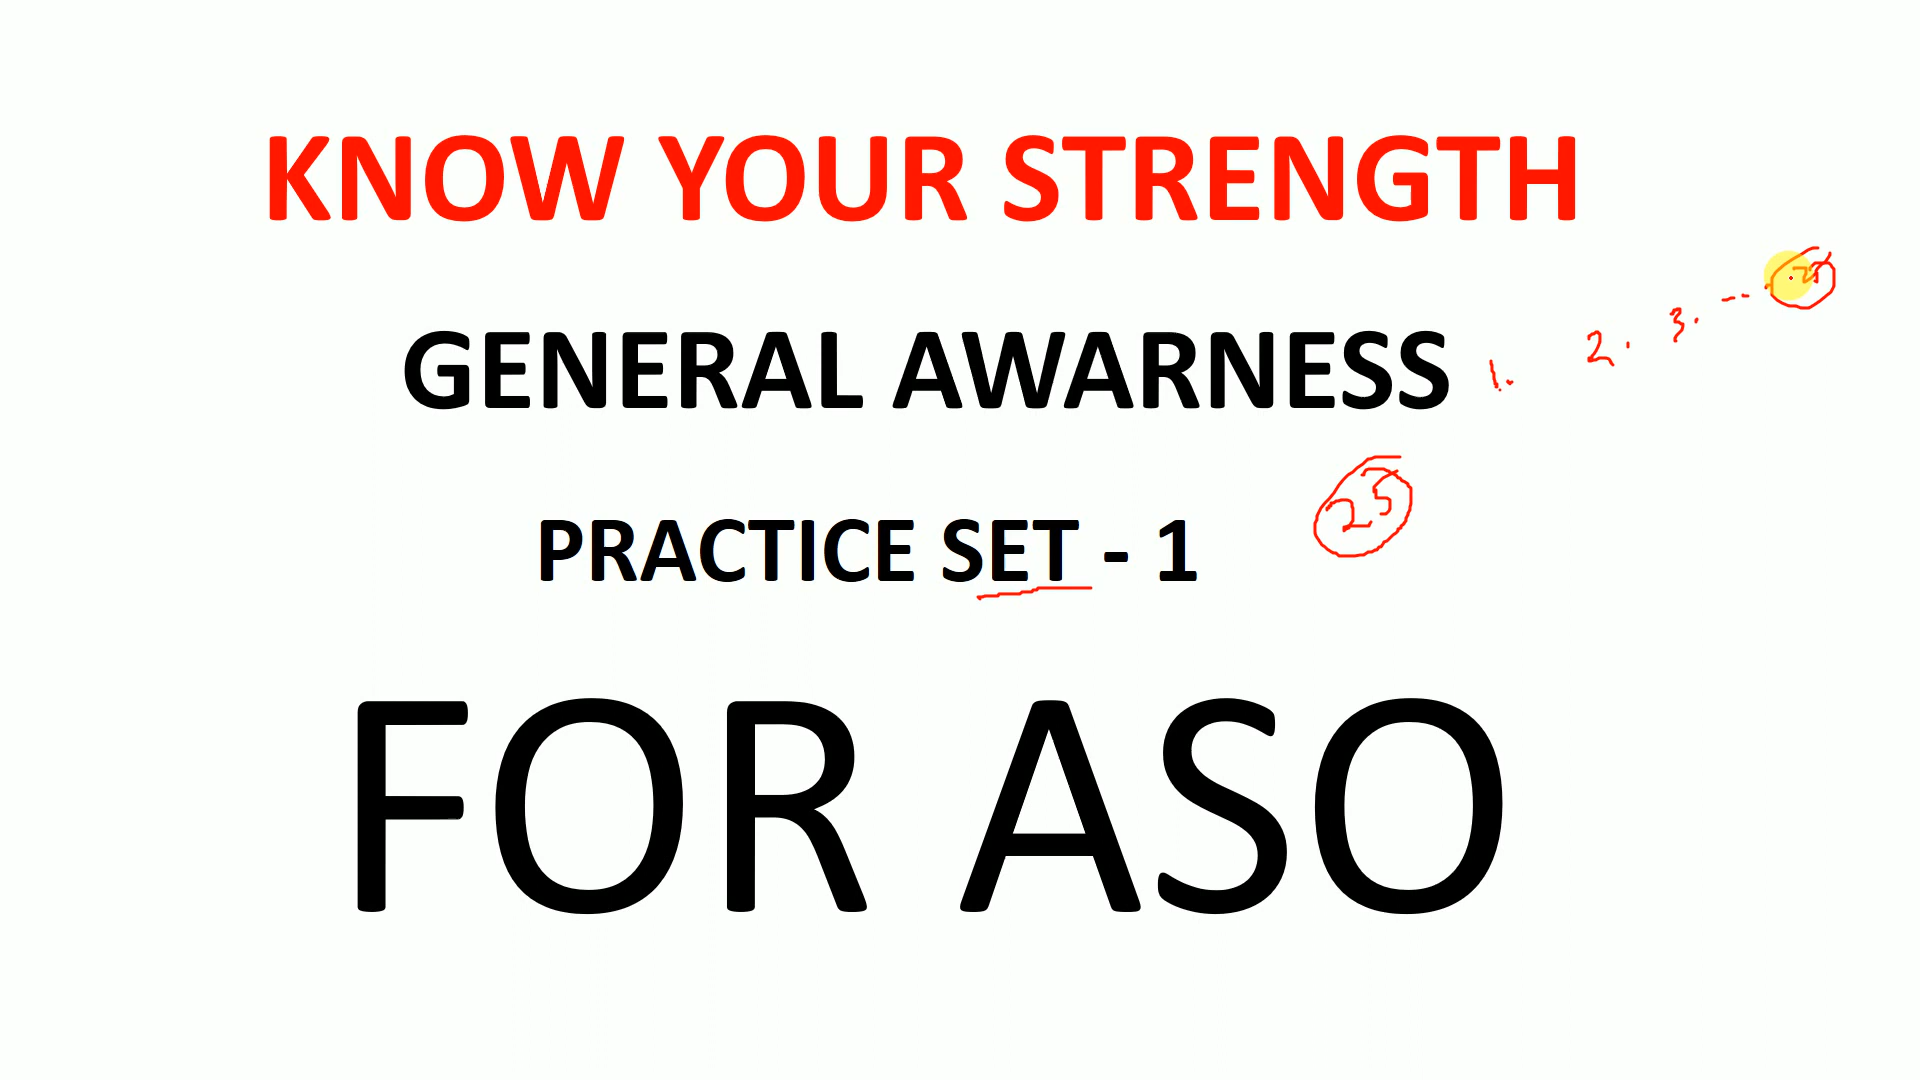 KNOW YOUR STRENGTH
GENERAL AWARNESS 1. 2. 3. --
PRACTICE SET - 1 25
FOR ASO